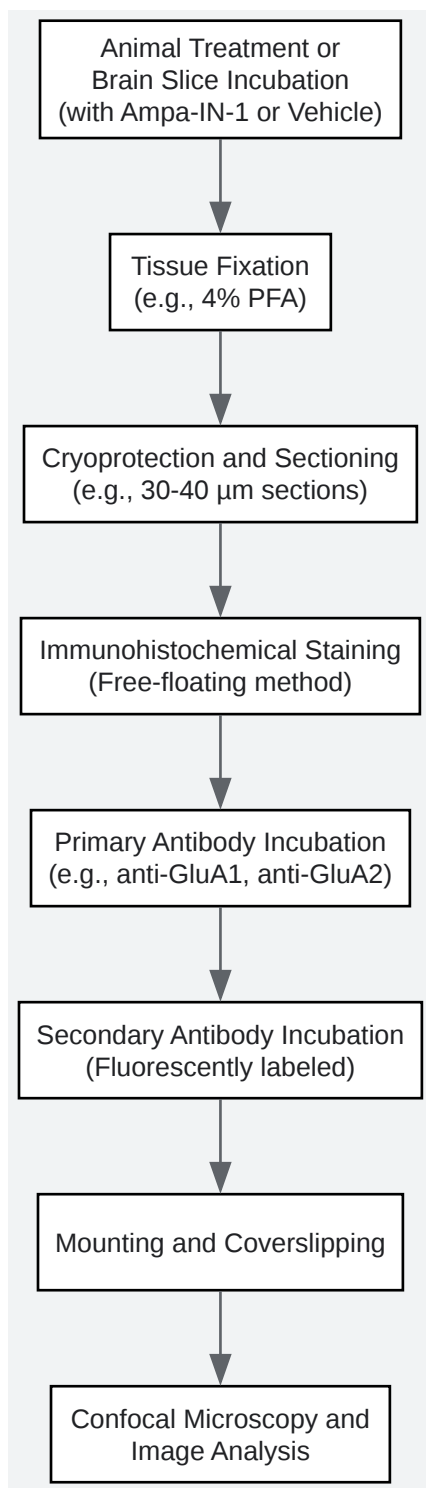 Animal Treatment or
Brain Slice Incubation
(with Ampa-IN-1 or Vehicle)
Tissue Fixation
(e.g., 4% PFA)
Cryoprotection and Sectioning
(e.g., 30-40 µm sections)
Immunohistochemical Staining
(Free-floating method)
Primary Antibody Incubation
(e.g., anti-GluA1, anti-GluA2)
Secondary Antibody Incubation
(Fluorescently labeled)
Mounting and Coverslipping
Confocal Microscopy and
Image Analysis